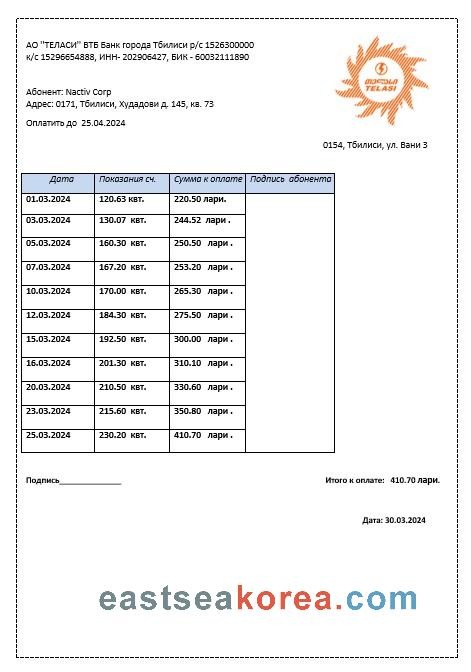 АО "ТЕЛАСИ" ВТБ Банк города Тбилиси р/с 1526300000
к/с 15296654888, ИНН- 202906427, БИК - 60032111890
თელასი
TELASI
Абонент: Nactiv Corp
Адрес: 0171, Тбилиси, Худадови д. 145, кв. 73
Оплатить до 25.04.2024
0154, Тбилиси, ул. Вани 3
Дата Показания сч. Сумма к оплате Подпись абонента
01.03.2024 120.63 квт. 220.50 лари.
03.03.2024 130.07 квт. 244.52 лари .
05.03.2024 160.30 квт. 250.50 лари .
07.03.2024 167.20 квт. 253.20 лари .
10.03.2024 170.00 квт. 265.30 лари .
12.03.2024 184.30 квт. 275.50 лари .
15.03.2024 192.50 квт. 300.00 лари .
16.03.2024 201.30 квт. 310.10 лари .
20.03.2024 210.50 квт. 330.60 лари .
23.03.2024 215.60 квт. 350.80 лари .
25.03.2024 230.20 квт. 410.70 лари .
Подпись______________ Итого к оплате: 410.70 лари.
Дата: 30.03.2024
eastseakorea.com